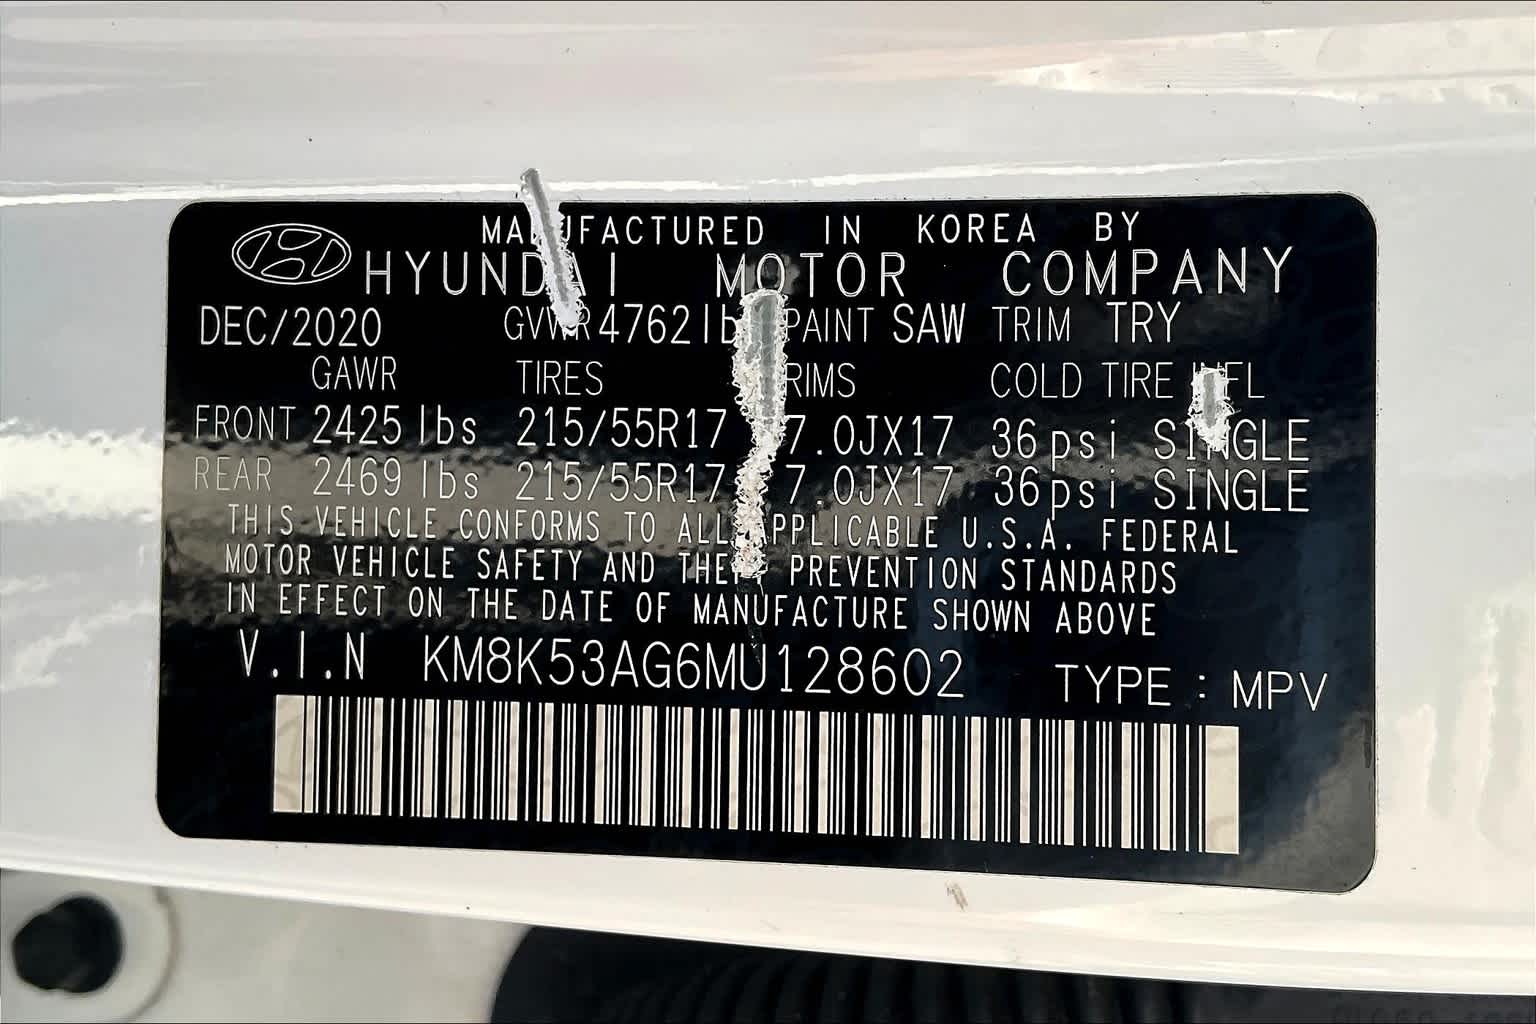 MANUFACTURED IN KOREA BY
HYUNDAI MOTOR COMPANY
DEC/2020 GVWR 4762 lbs PAINT SAW TRIM TRY
GAWR TIRES RIMS COLD TIRE INFL
FRONT 2425 lbs 215/55R17 7.0JX17 36psi SINGLE
REAR 2469 lbs 215/55R17 7.0JX17 36psi SINGLE
THIS VEHICLE CONFORMS TO ALL APPLICABLE U.S.A. FEDERAL
MOTOR VEHICLE SAFETY AND THEFT PREVENTION STANDARDS
IN EFFECT ON THE DATE OF MANUFACTURE SHOWN ABOVE
V.I.N KM8K53AG6MU128602 TYPE : MPV